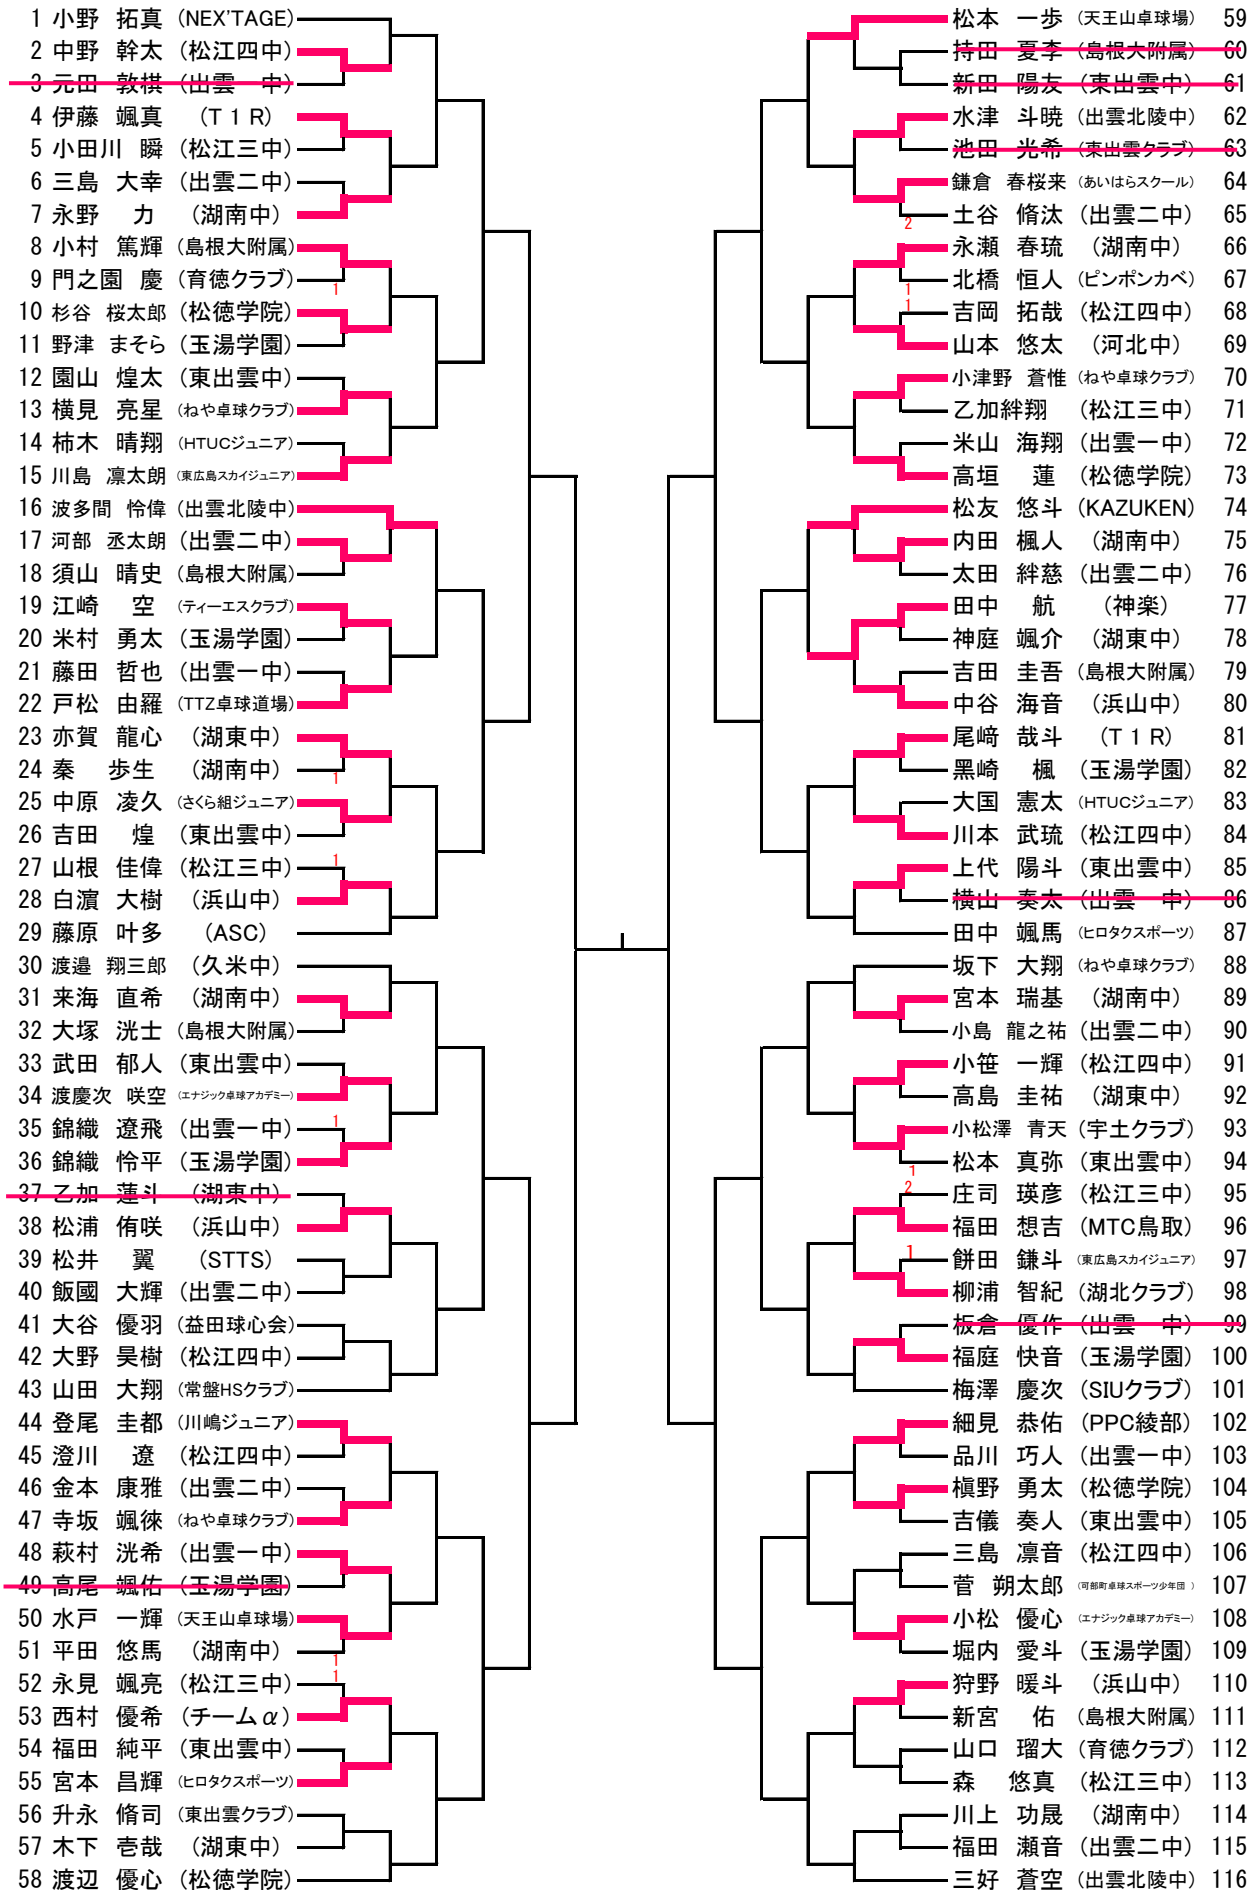 1 小野 拓真 (NEX'TAGE)
2 中野 幹太 (松江四中)
3 元田 敦棋 (出雲一中)
4 伊藤 颯真 (T 1 R)
5 小田川 瞬 (松江三中)
6 三島 大幸 (出雲二中)
7 永野 力 (湖南中)
8 小村 篤輝 (島根大附属)
9 門之園 慶 (育徳クラブ)
1
10 杉谷 桜太郎 (松徳学院)
11 野津 まそら (玉湯学園)
12 園山 煌太 (東出雲中)
13 横見 亮星 (ねや卓球クラブ)
14 柿木 晴翔 (HTUCジュニア)
15 川島 凛太朗 (東広島スカイジュニア)
16 波多間 怜偉 (出雲北陵中)
17 河部 丞太朗 (出雲二中)
18 須山 晴史 (島根大附属)
19 江崎 空 (ティーエスクラブ)
20 米村 勇太 (玉湯学園)
21 藤田 哲也 (出雲一中)
22 戸松 由羅 (TTZ卓球道場)
23 亦賀 龍心 (湖東中)
24 秦 歩生 (湖南中)
1
25 中原 凌久 (さくら組ジュニア)
26 吉田 煌 (東出雲中)
27 山根 佳偉 (松江三中)
1
28 白濵 大樹 (浜山中)
29 藤原 叶多 (ASC)
30 渡邉 翔三郎 (久米中)
31 来海 直希 (湖南中)
32 大塚 洸士 (島根大附属)
33 武田 郁人 (東出雲中)
34 渡慶次 咲空 (エナジック卓球アカデミー)
35 錦織 遼飛 (出雲一中)
1
36 錦織 怜平 (玉湯学園)
37 乙加 蓮斗 (湖東中)
38 松浦 侑咲 (浜山中)
39 松井 翼 (STTS)
40 飯國 大輝 (出雲二中)
41 大谷 優羽 (益田球心会)
42 大野 昊樹 (松江四中)
43 山田 大翔 (常盤HSクラブ)
44 登尾 圭都 (川嶋ジュニア)
45 澄川 遼 (松江四中)
46 金本 康雅 (出雲二中)
47 寺坂 颯徠 (ねや卓球クラブ)
48 萩村 洸希 (出雲一中)
49 高尾 颯佑 (玉湯学園)
50 水戸 一輝 (天王山卓球場)
51 平田 悠馬 (湖南中)
1
52 永見 颯亮 (松江三中)
1
53 西村 優希 (チームα)
54 福田 純平 (東出雲中)
55 宮本 昌輝 (ヒロタクスポーツ)
56 升永 脩司 (東出雲クラブ)
57 木下 壱哉 (湖東中)
58 渡辺 優心 (松徳学院)
松本 一歩 (天王山卓球場) 59
持田 夏李 (島根大附属) 60
新田 陽友 (東出雲中) 61
水津 斗暁 (出雲北陵中) 62
池田 光希 (東出雲クラブ) 63
鎌倉 春桜来 (あいはらスクール) 64
土谷 脩汰 (出雲二中) 65
2
永瀬 春琉 (湖南中) 66
北橋 恒人 (ピンポンカベ) 67
1
吉岡 拓哉 (松江四中) 68
1
山本 悠太 (河北中) 69
小津野 蒼惟 (ねや卓球クラブ) 70
乙加絆翔 (松江三中) 71
米山 海翔 (出雲一中) 72
高垣 蓮 (松徳学院) 73
松友 悠斗 (KAZUKEN) 74
内田 楓人 (湖南中) 75
太田 絆慈 (出雲二中) 76
田中 航 (神楽) 77
神庭 颯介 (湖東中) 78
吉田 圭吾 (島根大附属) 79
中谷 海音 (浜山中) 80
尾﨑 哉斗 (T 1 R) 81
黒崎 楓 (玉湯学園) 82
大国 憲太 (HTUCジュニア) 83
川本 武琉 (松江四中) 84
上代 陽斗 (東出雲中) 85
横山 奏太 (出雲一中) 86
田中 颯馬 (ヒロタクスポーツ) 87
坂下 大翔 (ねや卓球クラブ) 88
宮本 瑞基 (湖南中) 89
小島 龍之祐 (出雲二中) 90
小笹 一輝 (松江四中) 91
高島 圭祐 (湖東中) 92
小松澤 青天 (宇土クラブ) 93
松本 真弥 (東出雲中) 94
1
庄司 瑛彦 (松江三中) 95
2
福田 想吉 (MTC鳥取) 96
餅田 鎌斗 (東広島スカイジュニア) 97
1
柳浦 智紀 (湖北クラブ) 98
板倉 優作 (出雲一中) 99
福庭 快音 (玉湯学園) 100
梅澤 慶次 (SIUクラブ) 101
細見 恭佑 (PPC綾部) 102
品川 巧人 (出雲一中) 103
槇野 勇太 (松徳学院) 104
吉儀 奏人 (東出雲中) 105
三島 凛音 (松江四中) 106
菅 朔太郎 (可部町卓球スポーツ少年団 ) 107
小松 優心 (エナジック卓球アカデミー) 108
堀内 愛斗 (玉湯学園) 109
狩野 暖斗 (浜山中) 110
新宮 佑 (島根大附属) 111
山口 瑠大 (育徳クラブ) 112
森 悠真 (松江三中) 113
川上 功晟 (湖南中) 114
福田 瀬音 (出雲二中) 115
三好 蒼空 (出雲北陵中) 116